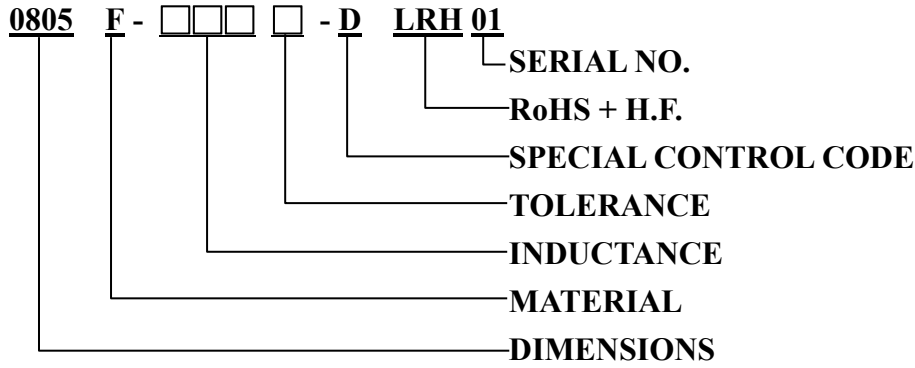 0805 F - □□□ □ - D LRH 01
SERIAL NO.
RoHS + H.F.
SPECIAL CONTROL CODE
TOLERANCE
INDUCTANCE
MATERIAL
DIMENSIONS